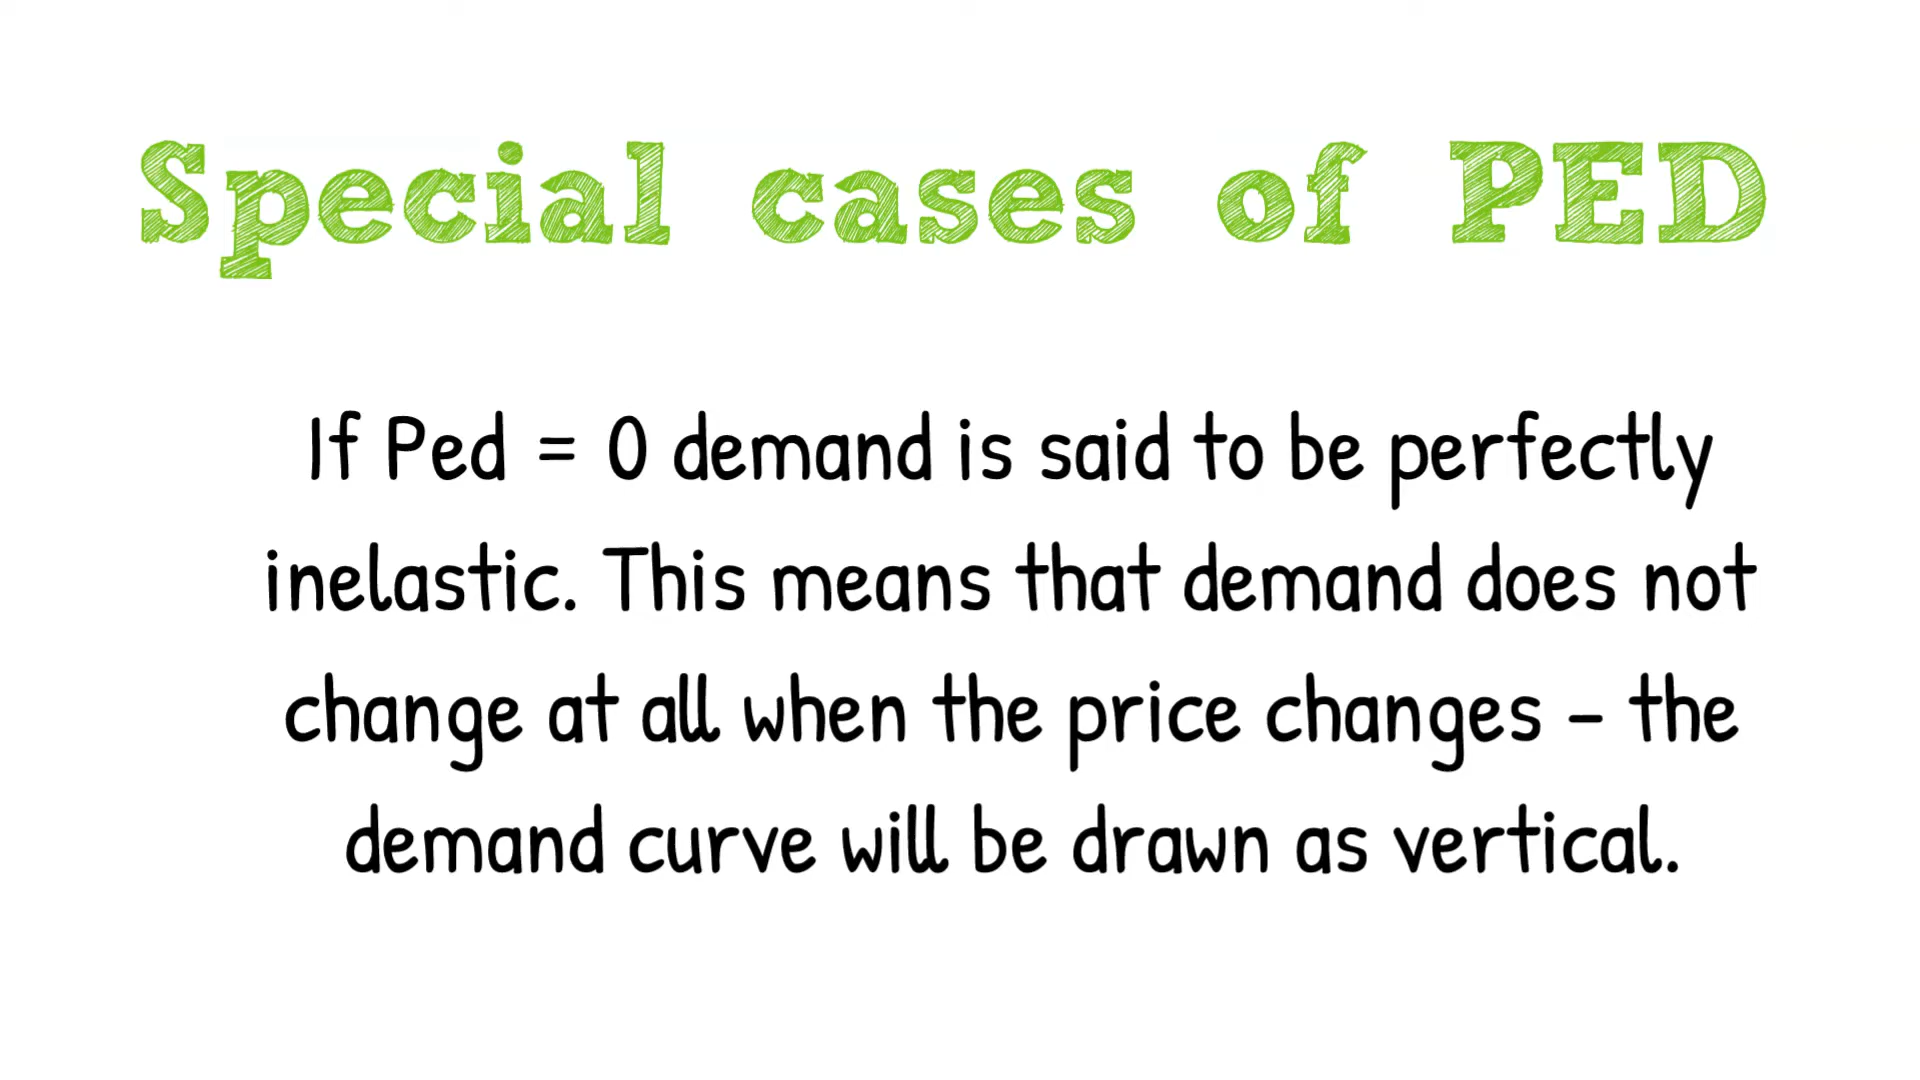 Special cases of PED
If Ped = 0 demand is said to be perfectly
inelastic. This means that demand does not
change at all when the price changes – the
demand curve will be drawn as vertical.